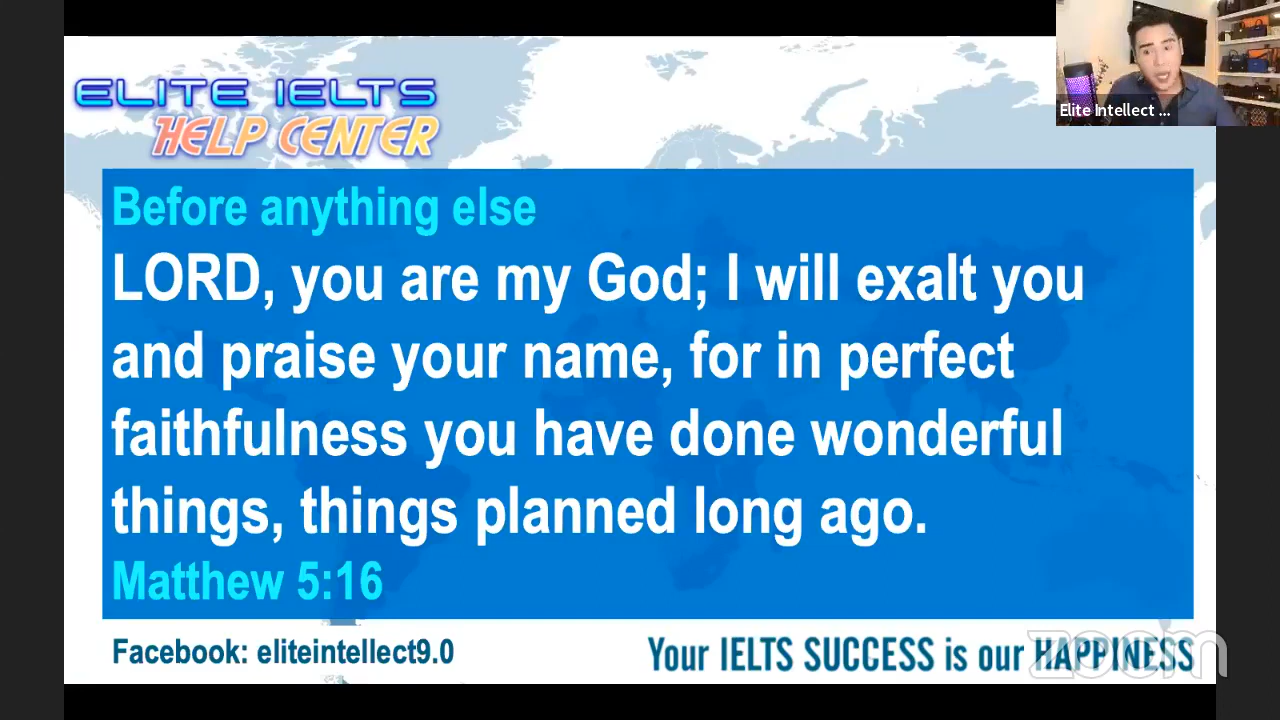 ELITE IELTS
HELP CENTER
Elite Intellect ...
Before anything else
LORD, you are my God; I will exalt you
and praise your name, for in perfect
faithfulness you have done wonderful
things, things planned long ago.
Matthew 5:16
Facebook: eliteintellect9.0
Your IELTS SUCCESS is our HAPPINESS
zoom